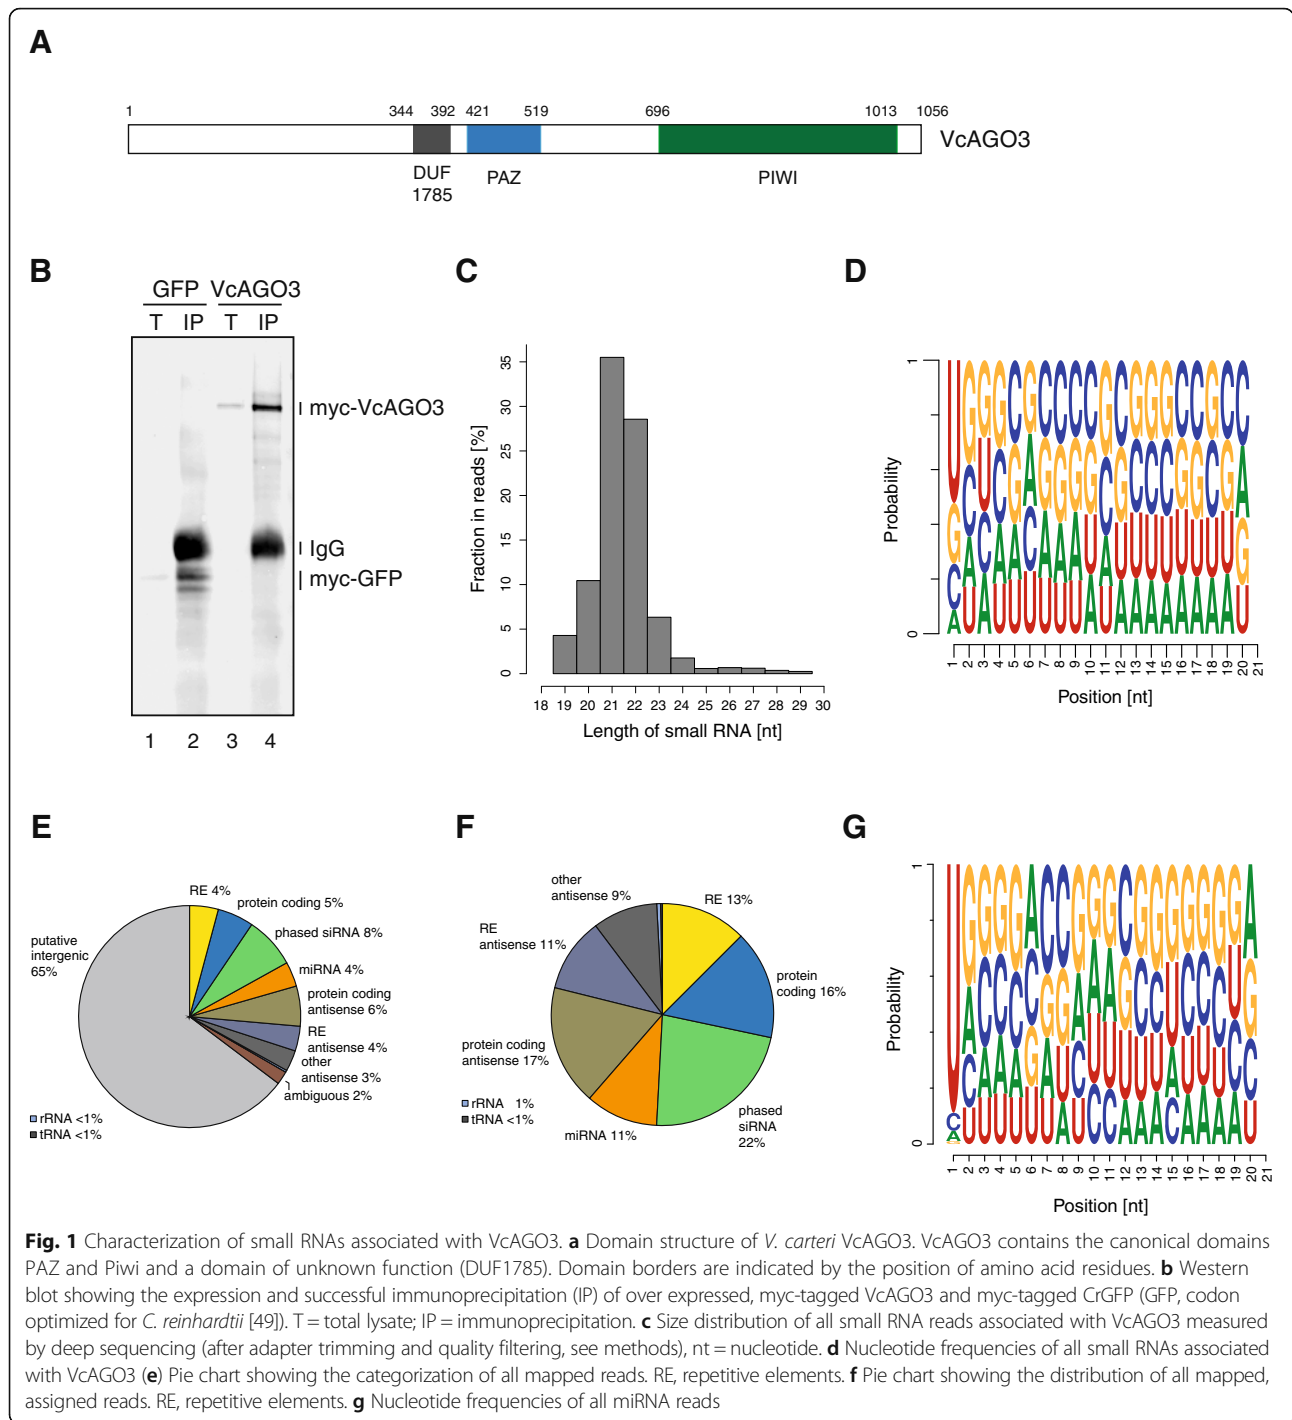 A
1 344 392 421 519 696 1013 1056
VcAGO3
DUF
1785
PAZ
PIWI
B
GFP VcAGO3
T IP T IP
myc-VcAGO3
IgG
myc-GFP
1 2 3 4
C
Fraction in reads [%]
35
30
25
20
15
10
5
0
18 19 20 21 22 23 24 25 26 27 28 29 30
Length of small RNA [nt]
D
Probability
1
0
1 2 3 4 5 6 7 8 9 10 11 12 13 14 15 16 17 18 19 20 21
Position [nt]
E
RE 4%
protein coding 5%
phased siRNA 8%
miRNA 4%
protein coding
antisense 6%
RE
antisense 4%
other
antisense 3%
ambiguous 2%
putative
intergenic
65%
rRNA <1%
tRNA <1%
F
other
antisense 9%
RE 13%
RE
antisense 11%
protein
coding 16%
protein coding
antisense 17%
rRNA 1%
tRNA <1%
miRNA 11%
phased
siRNA
22%
G
Probability
1
0
1 2 3 4 5 6 7 8 9 10 11 12 13 14 15 16 17 18 19 20 21
Position [nt]
Fig. 1 Characterization of small RNAs associated with VcAGO3. a Domain structure of V. carteri VcAGO3. VcAGO3 contains the canonical domains
PAZ and Piwi and a domain of unknown function (DUF1785). Domain borders are indicated by the position of amino acid residues. b Western
blot showing the expression and successful immunoprecipitation (IP) of over expressed, myc-tagged VcAGO3 and myc-tagged CrGFP (GFP, codon
optimized for C. reinhardtii [49]). T = total lysate; IP = immunoprecipitation. c Size distribution of all small RNA reads associated with VcAGO3 measured
by deep sequencing (after adapter trimming and quality filtering, see methods), nt = nucleotide. d Nucleotide frequencies of all small RNAs associated
with VcAGO3 (e) Pie chart showing the categorization of all mapped reads. RE, repetitive elements. f Pie chart showing the distribution of all mapped,
assigned reads. RE, repetitive elements. g Nucleotide frequencies of all miRNA reads